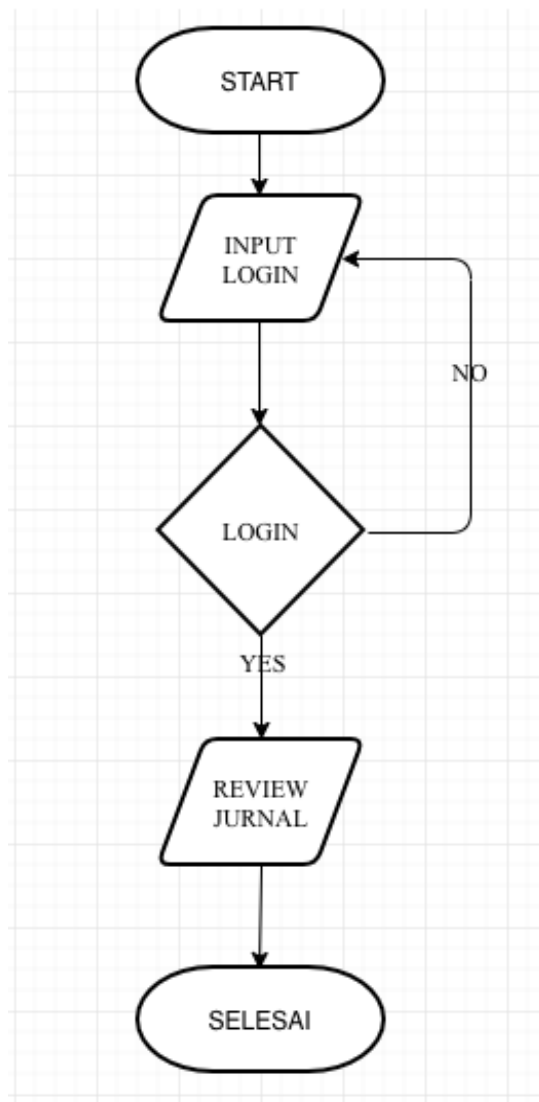 START
INPUT
LOGIN
NO
LOGIN
YES
REVIEW
JURNAL
SELESAI